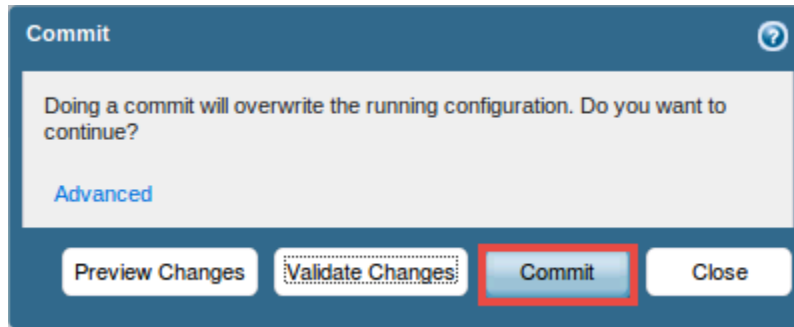 Commit
Doing a commit will overwrite the running configuration. Do you want to
continue?
Advanced
Preview Changes Validate Changes Commit Close